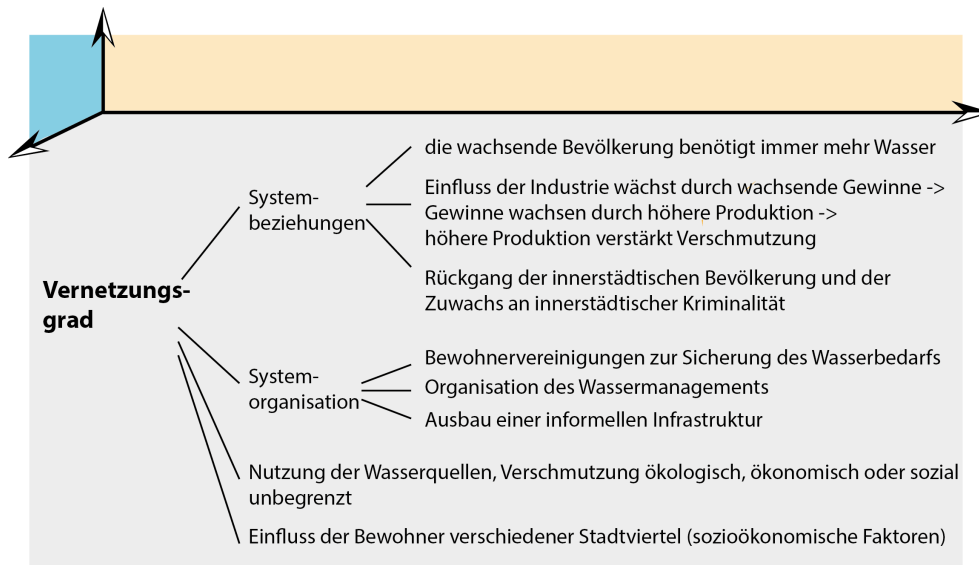 die wachsende Bevölkerung benötigt immer mehr Wasser
System-
beziehungen
Einfluss der Industrie wächst durch wachsende Gewinne ->
Gewinne wachsen durch höhere Produktion ->
höhere Produktion verstärkt Verschmutzung
Rückgang der innerstädtischen Bevölkerung und der
Zuwachs an innerstädtischer Kriminalität
Vernetzungs-
grad
System-
organisation
Bewohnervereinigungen zur Sicherung des Wasserbedarfs
Organisation des Wassermanagements
Ausbau einer informellen Infrastruktur
Nutzung der Wasserquellen, Verschmutzung ökologisch, ökonomisch oder sozial
unbegrenzt
Einfluss der Bewohner verschiedener Stadtviertel (sozioökonomische Faktoren)